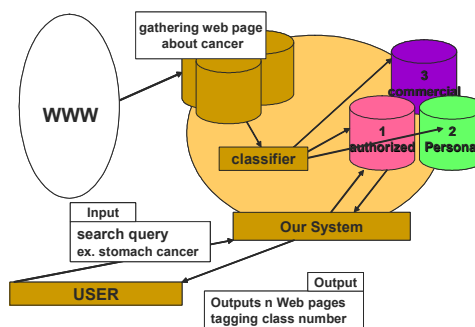 gathering web page
about cancer
WWW
3
commercial
1
authorized
2
Persona
classifier
Input
search query
ex. stomach cancer
Our System
USER
Output
Outputs n Web pages
tagging class number